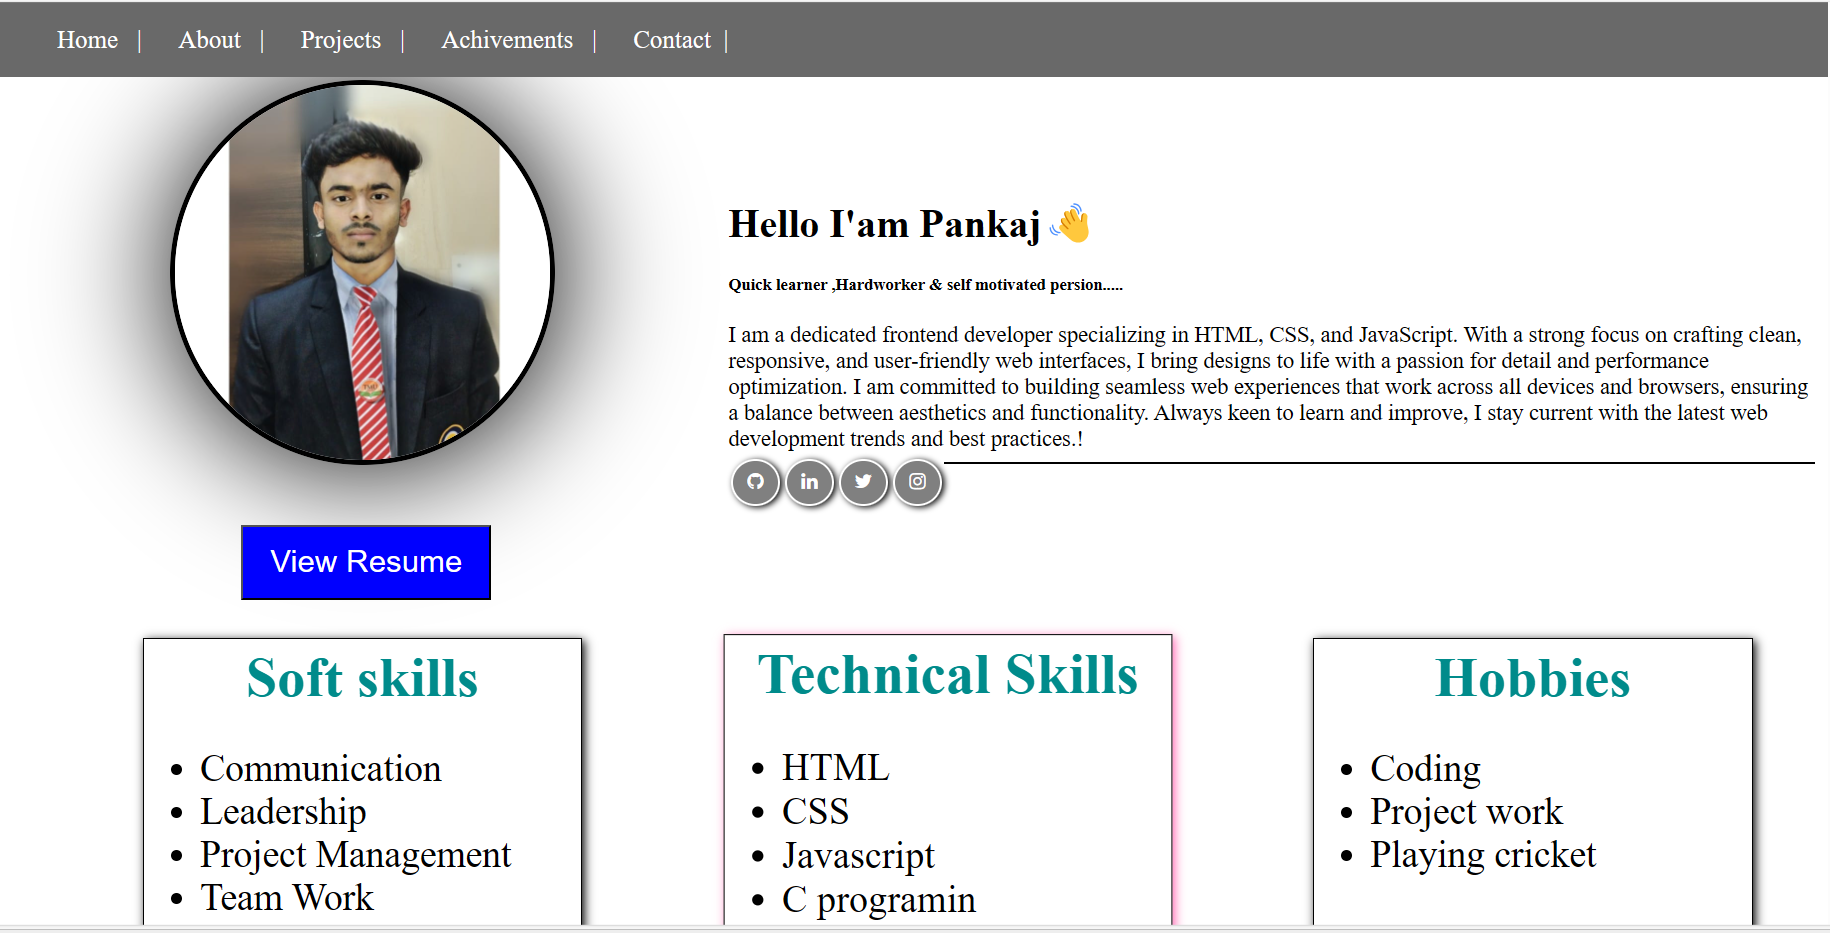 Home | About | Projects | Achivements | Contact |
Hello I'am Pankaj 👋
Quick learner ,Hardworker & self motivated persion.....
I am a dedicated frontend developer specializing in HTML, CSS, and JavaScript. With a strong focus on crafting clean,
responsive, and user-friendly web interfaces, I bring designs to life with a passion for detail and performance
optimization. I am committed to building seamless web experiences that work across all devices and browsers, ensuring
a balance between aesthetics and functionality. Always keen to learn and improve, I stay current with the latest web
development trends and best practices.!
View Resume
Soft skills
• Communication
• Leadership
• Project Management
• Team Work
Technical Skills
• HTML
• CSS
• Javascript
• C programin
Hobbies
• Coding
• Project work
• Playing cricket